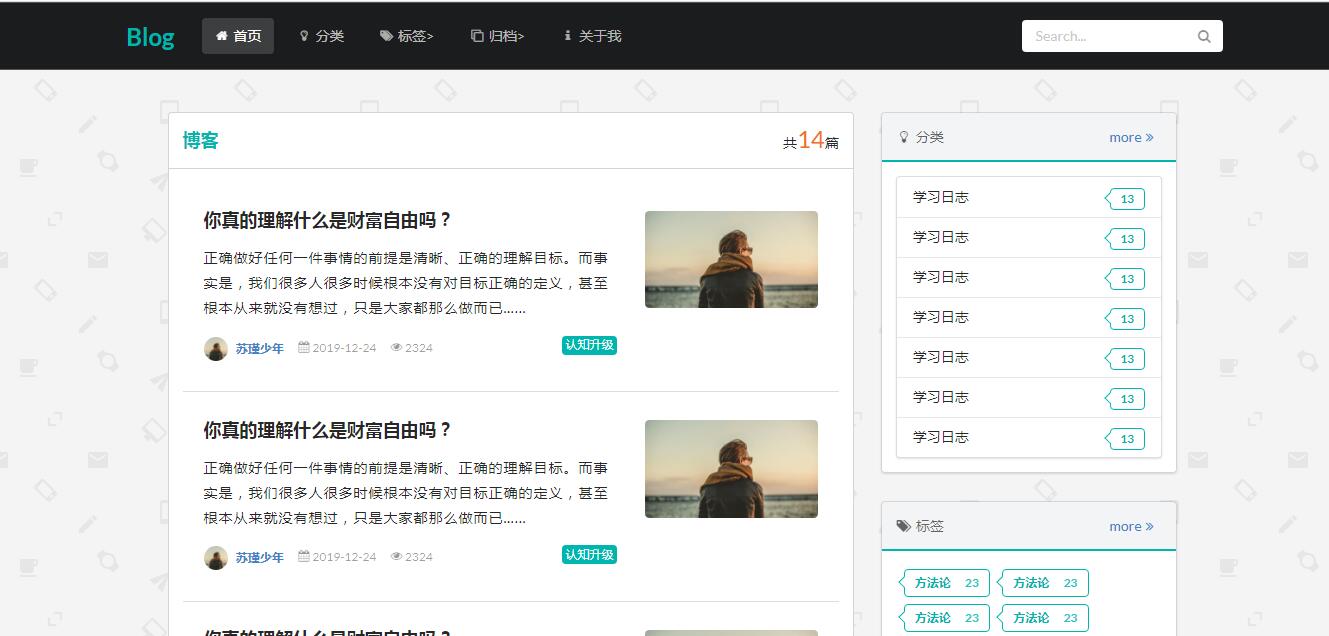 Blog 首页 分类 标签> 归档> 关于我 Search...
博客 共14篇
你真的理解什么是财富自由吗？
正确做好任何一件事情的前提是清晰、正确的理解目标。而事
实是，我们很多人很多时候根本没有对目标正确的定义，甚至
根本从来就没有想过，只是大家都那么做而已……
苏瑾少年 2019-12-24 2324 认知升级
你真的理解什么是财富自由吗？
正确做好任何一件事情的前提是清晰、正确的理解目标。而事
实是，我们很多人很多时候根本没有对目标正确的定义，甚至
根本从来就没有想过，只是大家都那么做而已……
苏瑾少年 2019-12-24 2324 认知升级
你真的理解什么是财富自由吗？
分类 more »
学习日志 13
学习日志 13
学习日志 13
学习日志 13
学习日志 13
学习日志 13
学习日志 13
标签 more »
方法论 23 方法论 23
方法论 23 方法论 23